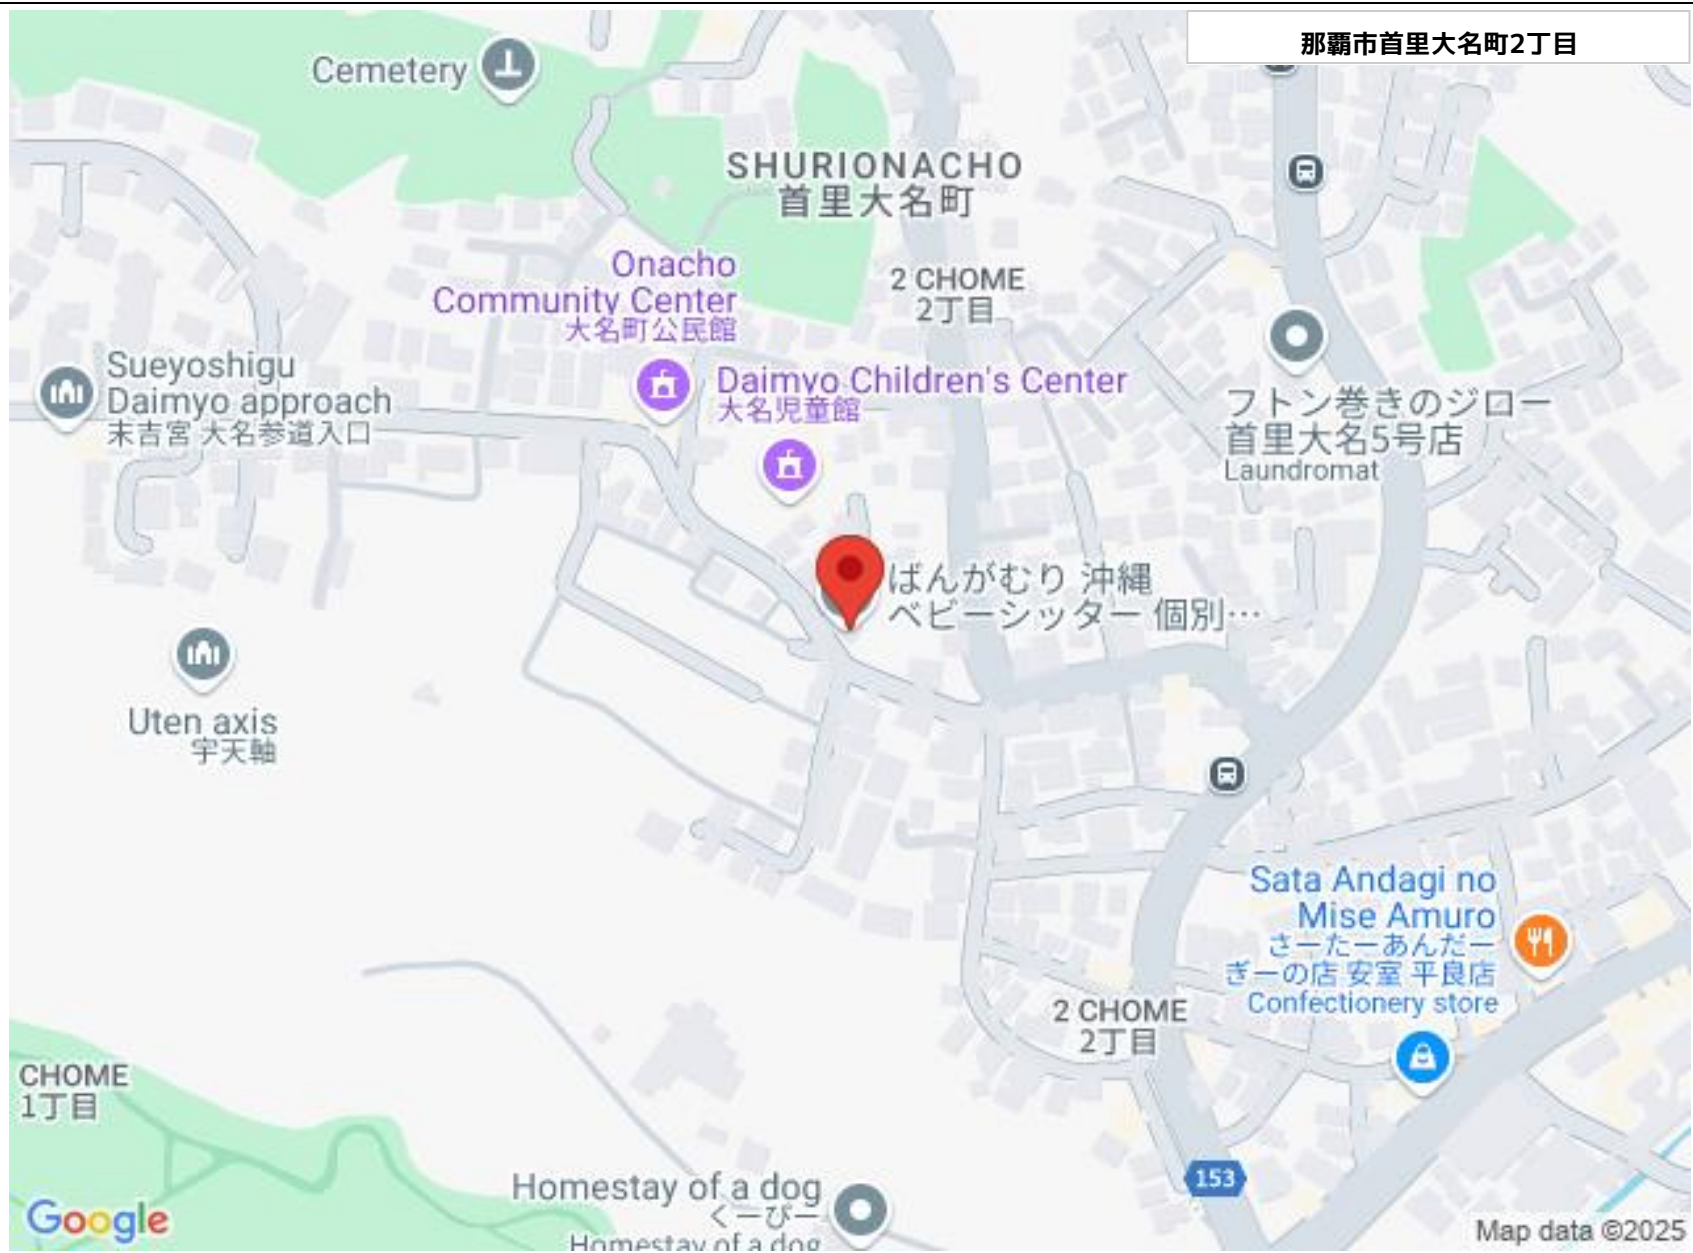 那覇市首里大名町2丁目
Cemetery
SHURIONACHO
首里大名町
Onacho
Community Center
大名町公民館
2 CHOME
2丁目
Sueyoshigu
Daimyo approach
末吉宮 大名参道入口
Daimyo Children's Center
大名児童館
フトン巻きのジロー
首里大名5号店
Laundromat
ばんがむり 沖縄
ベビーシッター 個別…
Uten axis
宇天軸
Sata Andagi no
Mise Amuro
さーたーあんだー
ぎーの店 安室 平良店
Confectionery store
2 CHOME
2丁目
CHOME
1丁目
153
Homestay of a dog
くーぴー
Homestay of a dog
Google
Map data ©2025